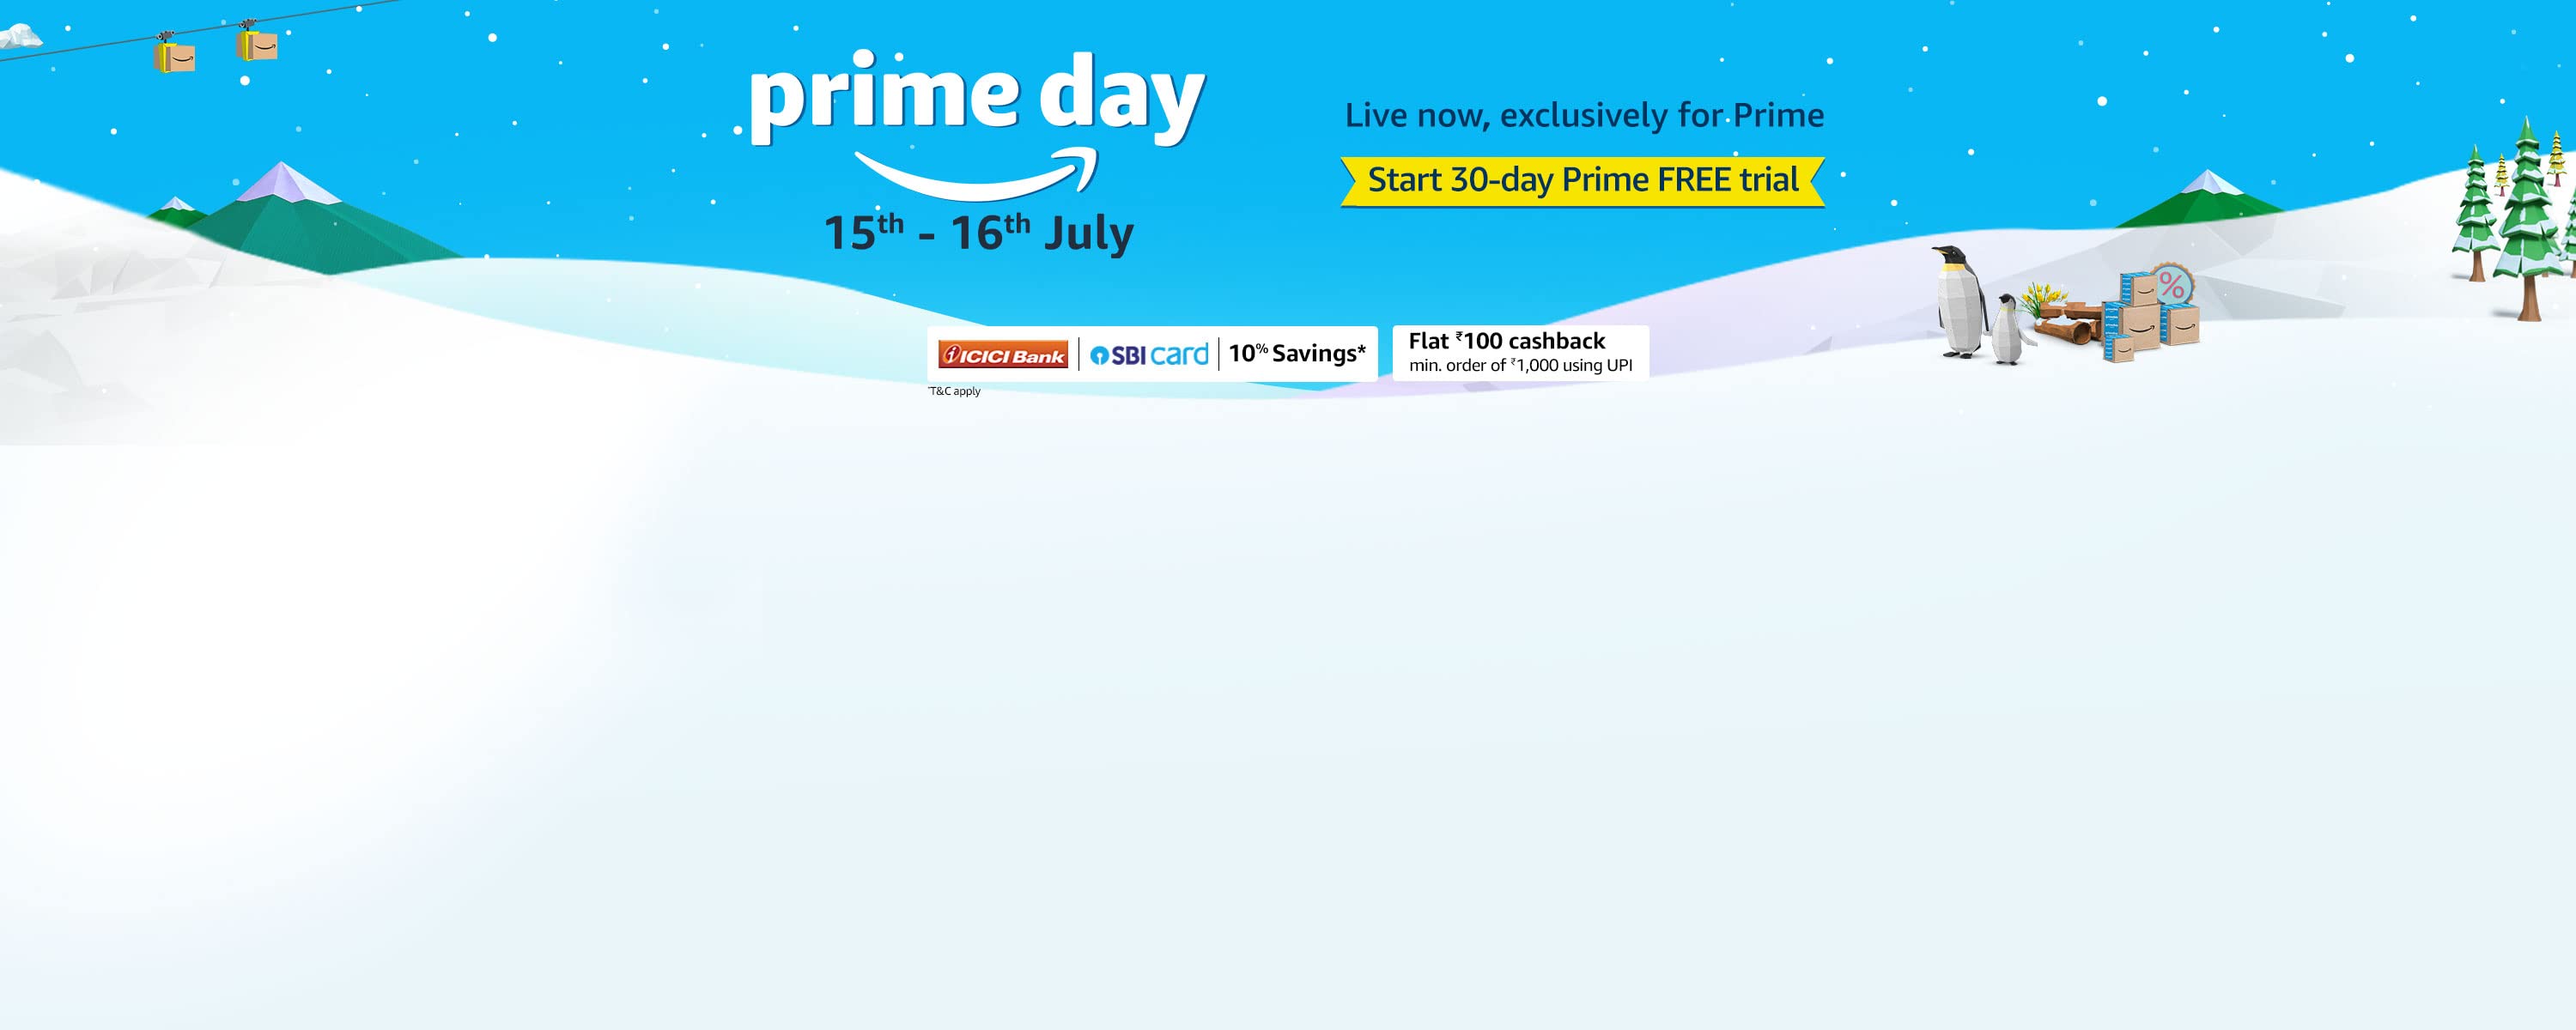 prime day
15th - 16th July
Live now, exclusively for Prime
Start 30-day Prime FREE trial
ICICI Bank SBI card 10% Savings*
*T&C apply
Flat ₹100 cashback
min. order of ₹1,000 using UPI
%